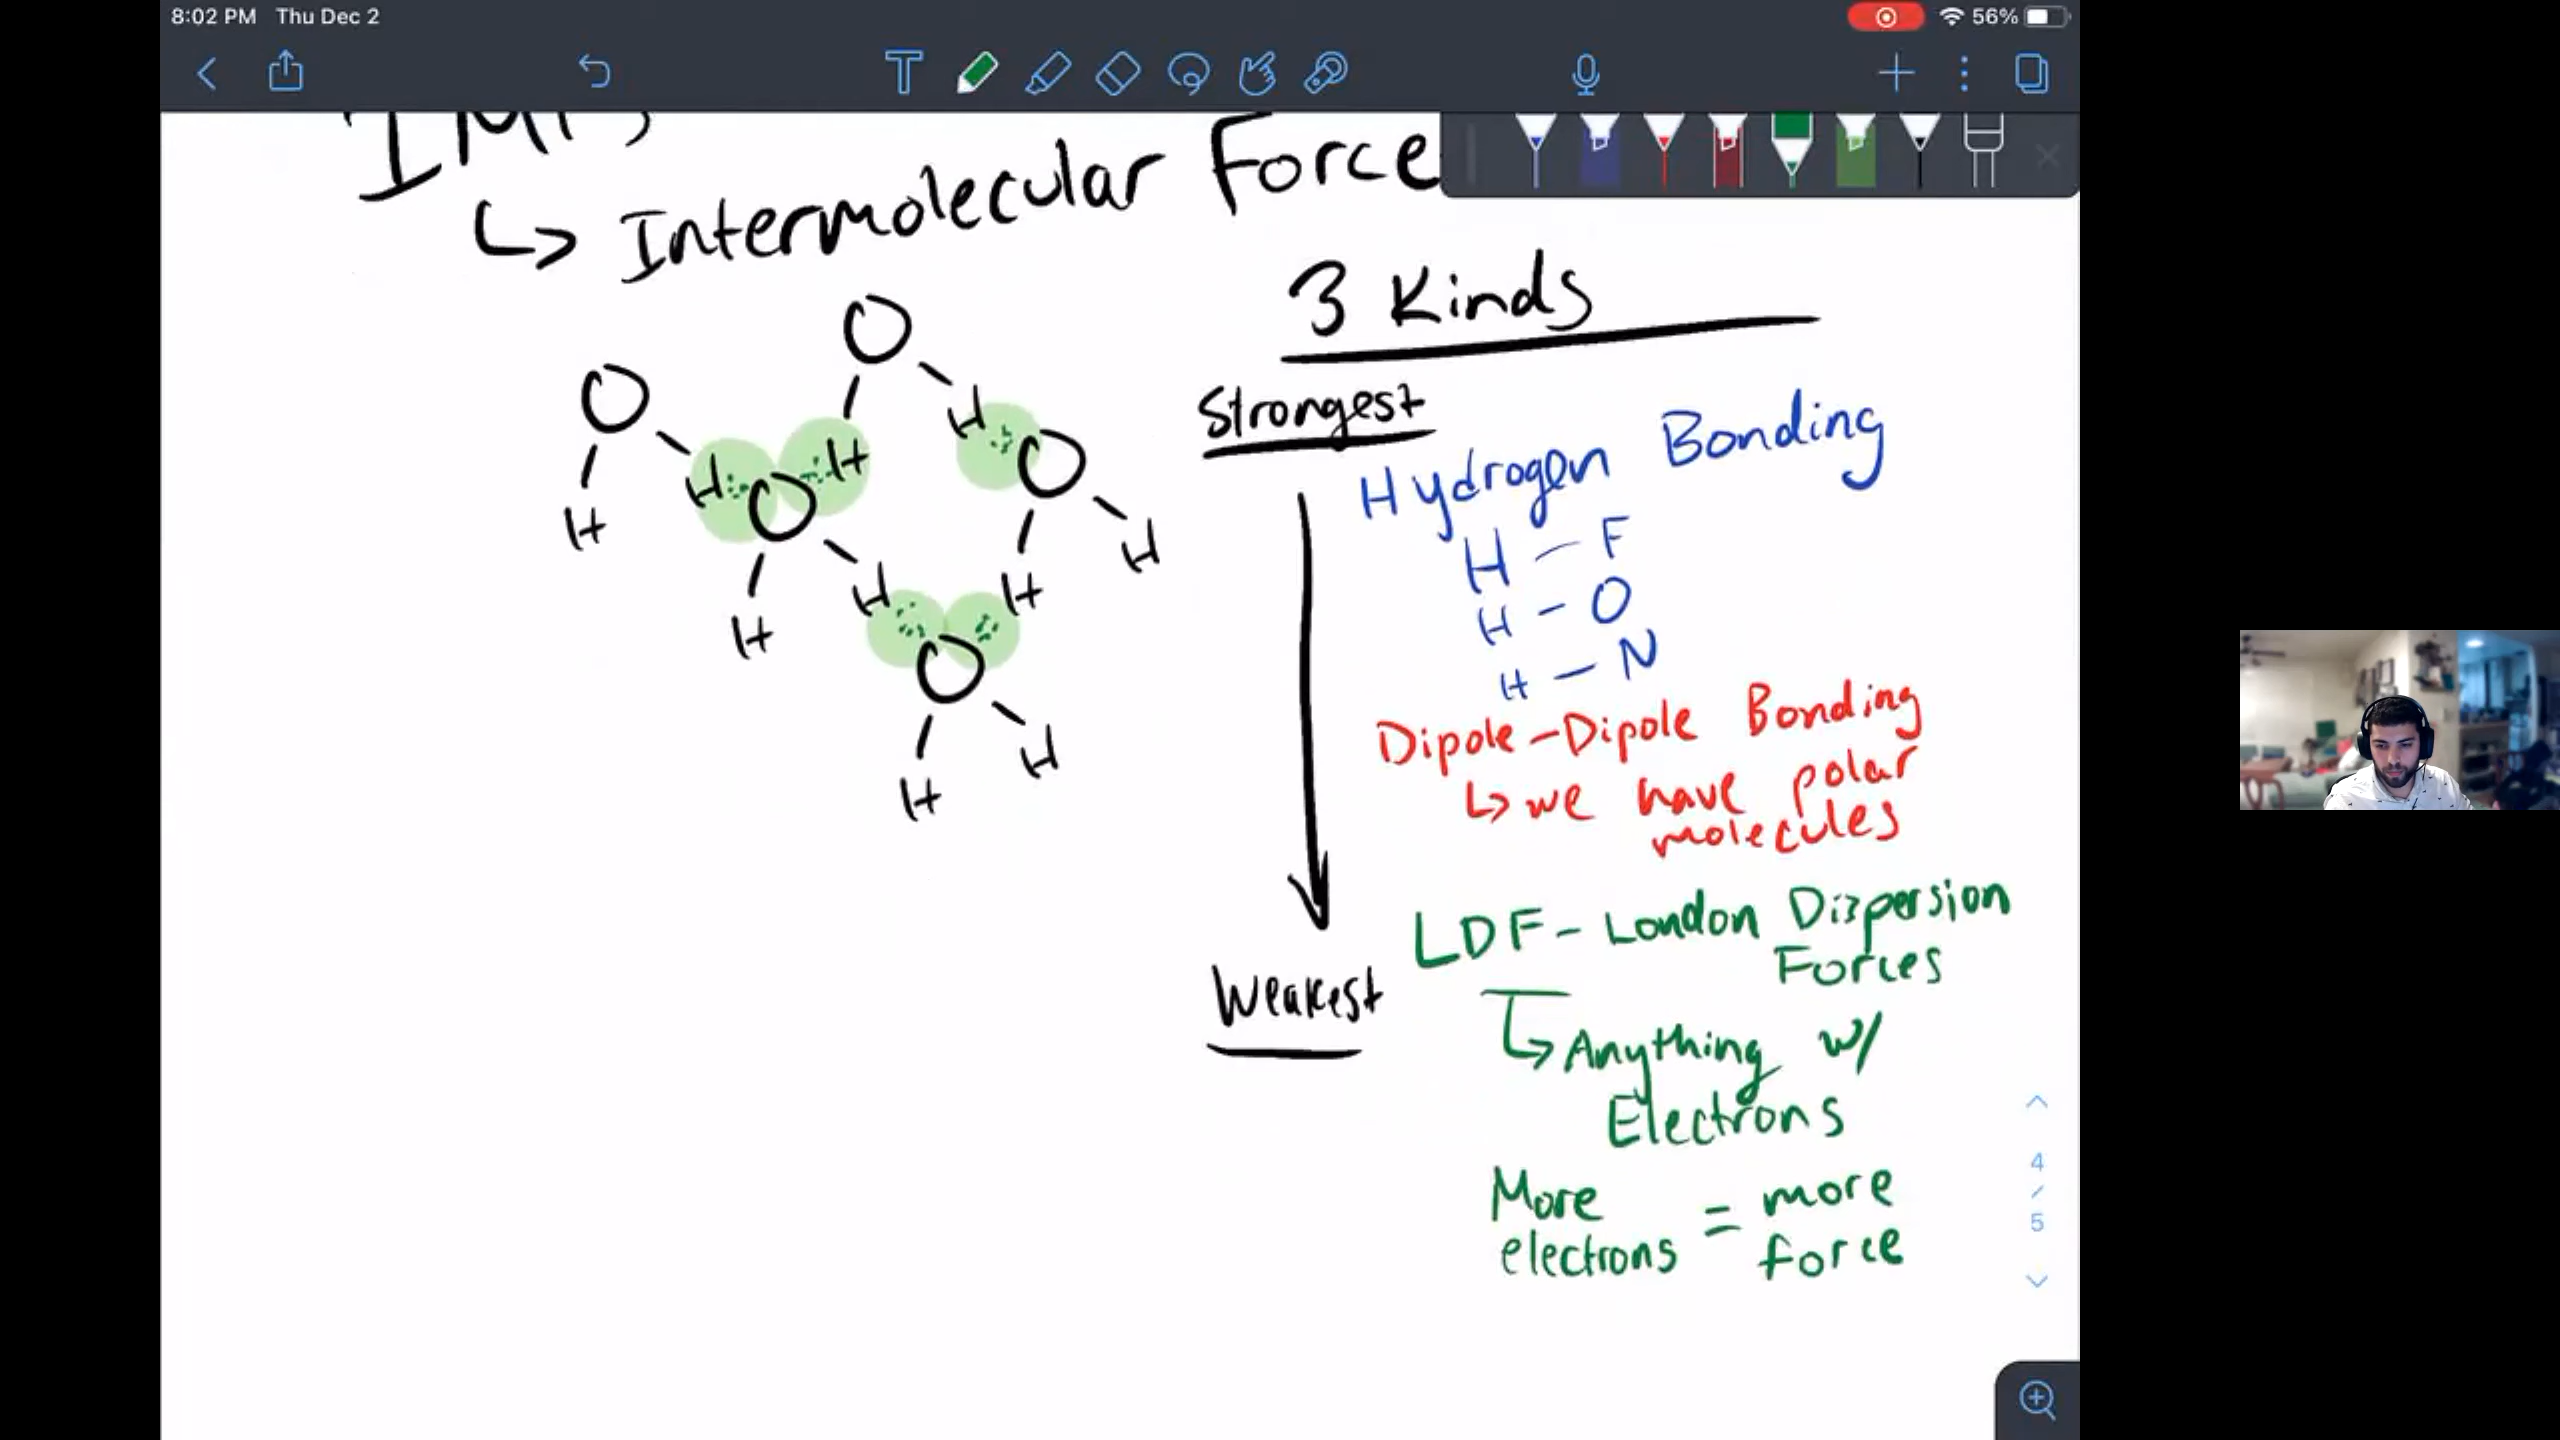 8:02 PM Thu Dec 2
56%
IMFs
↳ Intermolecular Force
3 Kinds
Strongest
Hydrogen Bonding
H - F
H - O
H - N
Dipole-Dipole Bonding
↳ we have polar
molecules
LDF - London Dispersion
Forces
↳ Anything w/
Electrons
More
electrons
= more
force
Weakest
O
O H
O H H O
H H H H
H O
H H
4
/
5